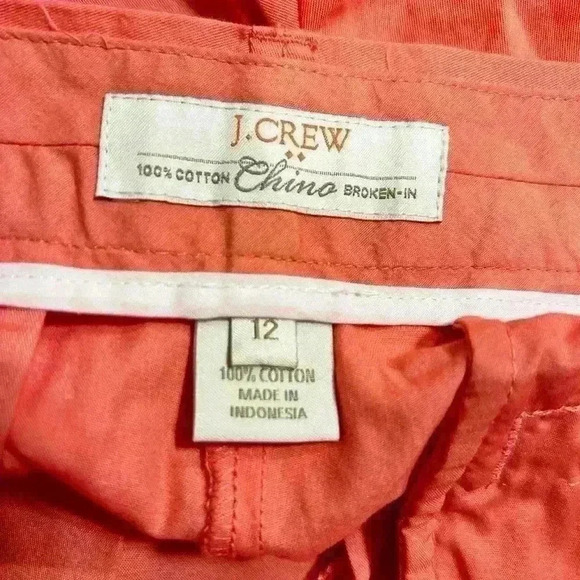 J.CREW
100% COTTON Chino BROKEN-IN
12
100% COTTON
MADE IN
INDONESIA